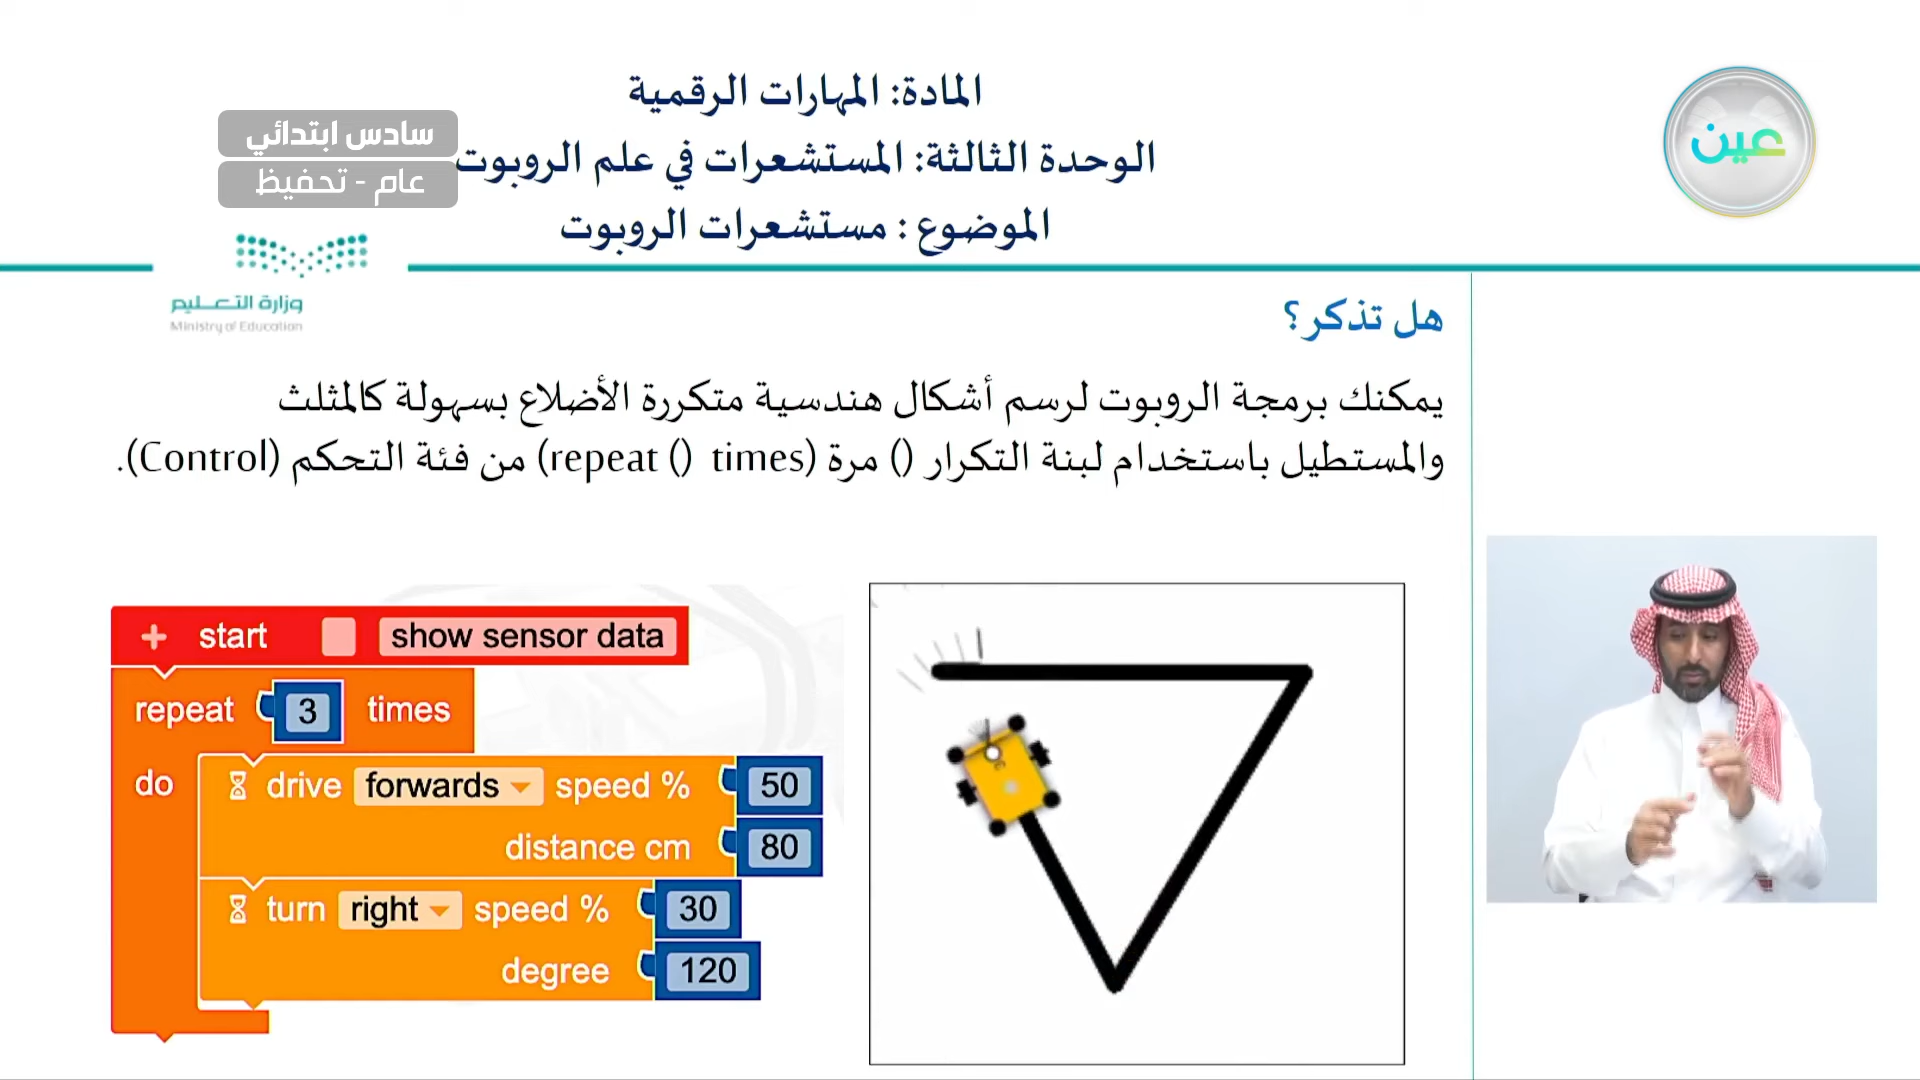 المادة: المهارات الرقمية
الوحدة الثالثة: المستشعرات في علم الروبوت
الموضوع : مستشعرات الروبوت
سادس ابتدائي
عام - تحفيظ
عين
وزارة التعليم
Ministry of Education
هل تذكر؟
يمكنك برمجة الروبوت لرسم أشكال هندسية متكررة الأضلاع بسهولة كالمثلث
والمستطيل باستخدام لبنة التكرار () مرة (repeat () times) من فئة التحكم (Control).
+ start show sensor data
repeat 3 times
do drive forwards speed % 50
distance cm 80
turn right speed % 30
degree 120